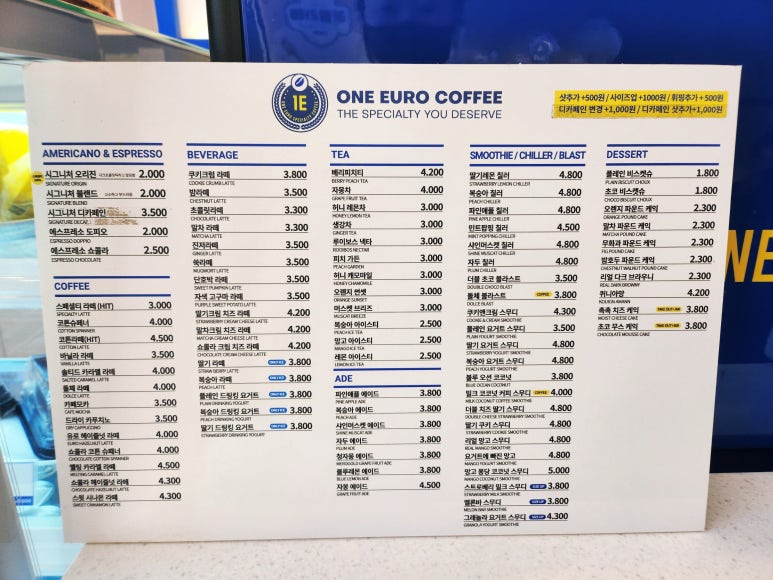 1E
ONE EURO COFFEE
THE SPECIALTY YOU DESERVE
샷추가 +500원 / 사이즈업 +1000원 / 휘핑추가 + 500원
디카페인 변경 +1,000원 / 디카페인 샷추가+1,000원
AMERICANO & ESPRESSO
시그니처 오리진 2.000
SIGNATURE ORIGIN
시그니처 블랜드 2.000
SIGNATURE BLEND
시그니처 디카페인 3.500
SIGNATURE DECAF
에스프레소 도피오 2.000
ESPRESSO DOPPIO
에스프레소 쇼콜라 2.500
ESPRESSO CHOCOLATE
COFFEE
스페셜티 라떼 (HIT) 3.000
SPECIALTY LATTE
코튼슈페너 4.000
COTTON SPANNER
코튼라떼(HIT) 4.500
COTTON LATTE
바닐라 라떼 3.500
VANILLA LATTE
솔티드 카라멜 라떼 4.000
SALTED-CARAMEL LATTE
돌체 라떼 4.000
DOLCE LATTE
카페모카 3.500
CAFE MOCHA
드라이 카푸치노 3.500
DRY CAPPUCCINO
유로 헤이즐넛 라떼 4.000
EURO HAZELNUT LATTE
쇼콜라 코튼 슈페너 4.000
CHOCOLATE COTTON SPANNER
멜팅 카라멜 라떼 4.500
MELTING CARAMEL LATTE
쇼콜라 헤이즐넛 라떼 4.300
CHOCOLATE HAZELNUT LATTE
스윗 시나몬 라떼 4.300
SWEET CINNAMON LATTE
BEVERAGE
쿠키크럼 라떼 3.800
COOKIE CRUMB LATTE
밤라떼 3.500
CHESTNUT LATTE
초콜릿라떼 3.300
CHOCOLATE LATTE
말차 라떼 3.300
MATCHA LATTE
진저라떼 3.500
GINGER LATTE
쑥라떼 3.500
MUGWORT LATTE
단호박 라떼 3.500
SWEET PUMPKIN LATTE
자색 고구마 라떼 3.500
PURPLE SWEET POTATO LATTE
딸기크림 치즈 라떼 4.200
STRAWBERRY CREAM CHEESE LATTE
말차크림 치즈 라떼 4.200
MATCHA CREAM CHEESE LATTE
쇼콜라 크림 치즈 라떼 4.200
CHOCOLATE CREAM CHEESE LATTE
딸기 라떼 ONLY ICE 3.800
STRAW BERRY LATTE
복숭아 라떼 ONLY ICE 3.800
PEACH LATTE
플레인 드링킹 요거트 ONLY ICE 3.800
PLAIN DRINKING YOGURT
복숭아 드링킹 요거트 ONLY ICE 3.800
PEACH DRINKING YOGURT
딸기 드링킹 요거트 ONLY ICE 3.800
STRAWBERRY DRINKING YOGURT
TEA
베리피치티 4.200
BERRY PEACH TEA
자몽차 4.000
GRAPE FRUIT TEA
허니 레몬차 3.000
HONEY LEMON TEA
생강차 3.000
GINGER TEA
루이보스 넥타 3.000
ROOIBOS NECTAR
피치 가든 3.000
PEACH GARDEN
허니 캐모마일 3.000
HONEY CHAMOMILE
오렌지 썬셋 3.000
ORANGE SUNSET
머스켓 브리즈 3.000
MUSCAT BREEZE
복숭아 아이스티 2.500
PEACH ICE TEA
망고 아이스티 2.500
MANGO ICE TEA
레몬 아이스티 2.500
LEMON ICE TEA
ADE
파인애플 에이드 3.800
PINE APPLE ADE
복숭아 에이드 3.800
PEACH ADE
샤인머스켓 에이드 3.800
SHINE MUSCAT ADE
자두 에이드 3.800
PLUM ADE
청자몽 에이드 3.800
MEROGOLD GRAPE FRUIT ADE
블루레몬 에이드 3.800
BLUE LEMON ADE
자몽 에이드 4.500
GRAPE FRUIT ADE
SMOOTHIE / CHILLER / BLAST
딸기레몬 칠러 4.800
STRAWBERRY LEMON CHILLER
복숭아 칠러 4.800
PEACH CHILLER
파인애플 칠러 4.800
PINE APPLE CHILLER
민트팝핑 칠러 4.500
MINT POPPING CHILLER
샤인머스켓 칠러 4.800
SHINE MUSCAT CHILLER
자두 칠러 4.800
PLUM CHILLER
더블 초코 블라스트 3.500
DOUBLE CHOCO BLAST
돌체 블라스트 COFFEE 3.800
DOLCE BLAST
쿠키앤크림 스무디 4.300
COOKIE & CREAM SMOOTHIE
플레인 요거트 스무디 3.500
PLAIN YOGURT SMOOTHIE
딸기 요거트 스무디 4.800
STRAWBERRY YOGURT SMOOTHIE
복숭아 요거트 스무디 4.800
PEACH YOGURT SMOOTHIE
블루 오션 코코넛 3.800
BLUE OCEAN COCONUT
밀크 코코넛 커피 스무디 COFFEE 4.000
MILK COCONUT COFFEE SMOOTHIE
더블 치즈 딸기 스무디 4.800
DOUBLE CHEESE STRAWBERRY SMOOTHIE
딸기 쿠키 스무디 4.800
STRAWBERRY COOKIE SMOOTHIE
리얼 망고 스무디 4.800
REAL MANGO SMOOTHIE
요거트에 빠진 망고 4.800
MANGO YOGURT SMOOTHIE
망고 퐁당 코코넛 스무디 5.000
MANGO COCONUT SMOOTHIE
스트로베리 밀크 스무디 SIZE UP 3.800
STRAWBERRY MILK SMOOTHIE
멜론바 스무디 SIZE UP 3.800
MELON BAR SMOOTHIE
그래놀라 요거트 스무디 SIZE UP 4.300
GRANOLA YOGURT SMOOTHIE
DESSERT
플레인 비스켓슈 1.800
PLAIN BISCUIT CHOUX
초코 비스켓슈 1.800
CHOCO BISCUIT CHOUX
오렌지 파운드 케익 2.300
ORANGE POUND CAKE
말차 파운드 케익 2.300
MATCHA POUND CAKE
무화과 파운드 케익 2.300
FIG POUND CAKE
밤호두 파운드 케익 2.300
CHESTNUT WALNUT POUND CAKE
리얼 다크 브라우니 2.300
REAL DARK BROWNY
퀴니아망 4.200
KOUIGN AMANN
촉촉 치즈 케익 TAKE OUT-1,000 3.800
MOIST CHEESE CAKE
초코 무스 케익 TAKE OUT-1,000 3.800
CHOCOLATE MOUSSE CAKE